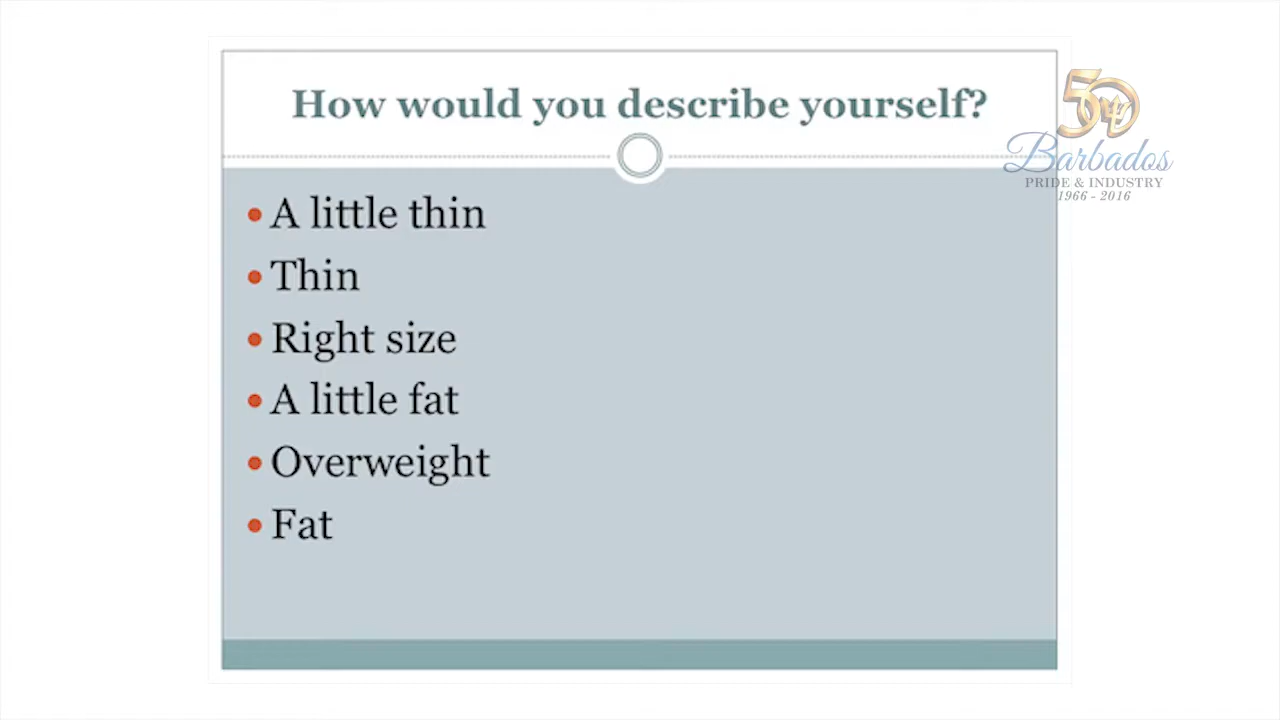 How would you describe yourself?
50
Barbados
PRIDE & INDUSTRY
1966 - 2016
A little thin
Thin
Right size
A little fat
Overweight
Fat